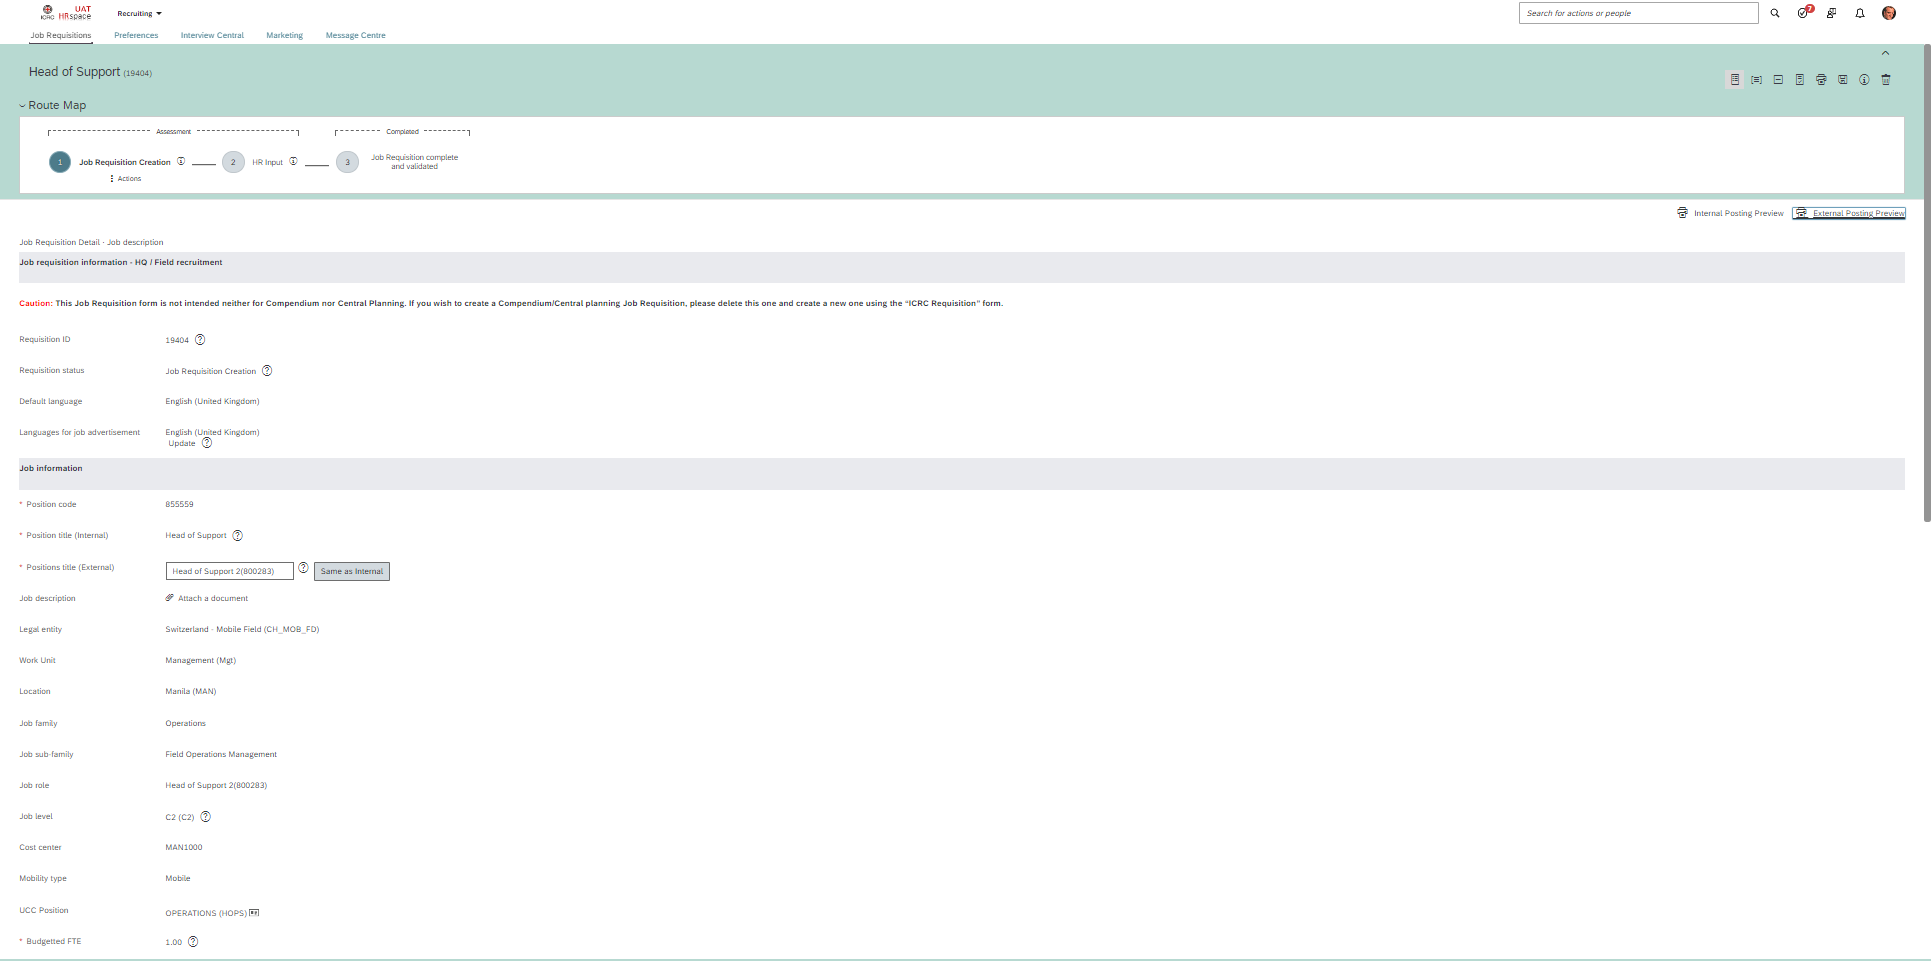 ICRC UAT HRspace Recruiting Search for actions or people 7
Job Requisitions Preferences Interview Central Marketing Message Centre
Head of Support (19404)
Route Map
Assessment Completed
1 Job Requisition Creation 2 HR Input 3 Job Requisition complete and validated
Actions
Internal Posting Preview External Posting Preview
Job Requisition Detail - Job description
Job requisition information - HQ / Field recruitment
Caution: This Job Requisition form is not intended neither for Compendium nor Central Planning. If you wish to create a Compendium/Central planning Job Requisition, please delete this one and create a new one using the "ICRC Requisition" form.
Requisition ID 19404 ?
Requisition status Job Requisition Creation ?
Default language English (United Kingdom)
Languages for job advertisement English (United Kingdom)
Update ?
Job information
* Position code 855559
* Position title (Internal) Head of Support ?
* Positions title (External) Head of Support 2(800283) ? Same as Internal
Job description Attach a document
Legal entity Switzerland - Mobile Field (CH_MOB_FD)
Work Unit Management (Mgt)
Location Manila (MAN)
Job family Operations
Job sub-family Field Operations Management
Job role Head of Support 2(800283)
Job level C2 (C2) ?
Cost center MAN1000
Mobility type Mobile
UCC Position OPERATIONS (HOPS)
* Budgetted FTE 1.00 ?